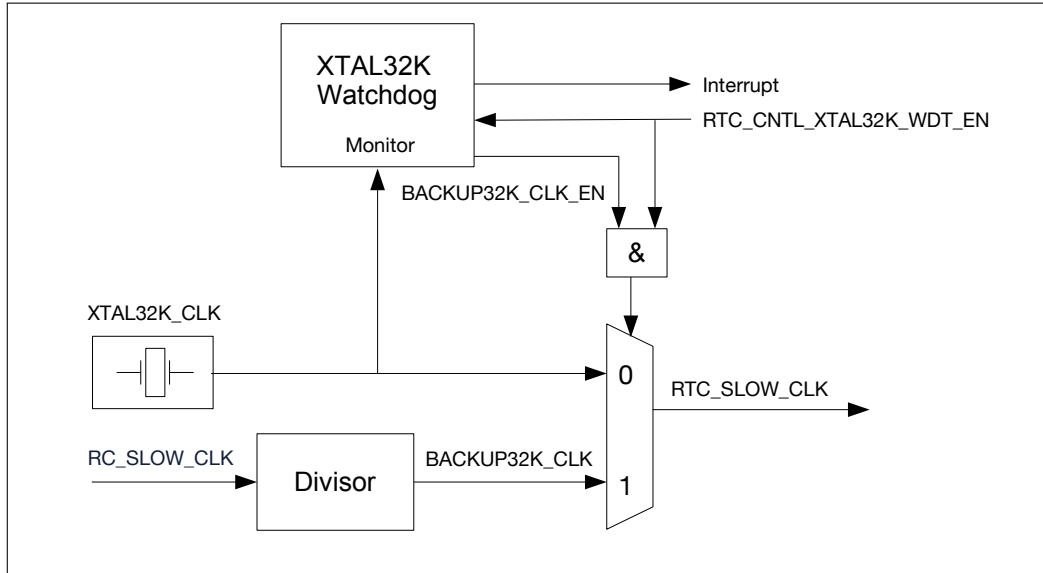 XTAL32K
Watchdog
Monitor
Interrupt
RTC_CNTL_XTAL32K_WDT_EN
BACKUP32K_CLK_EN
&
XTAL32K_CLK
0
RTC_SLOW_CLK
RC_SLOW_CLK
Divisor
BACKUP32K_CLK
1